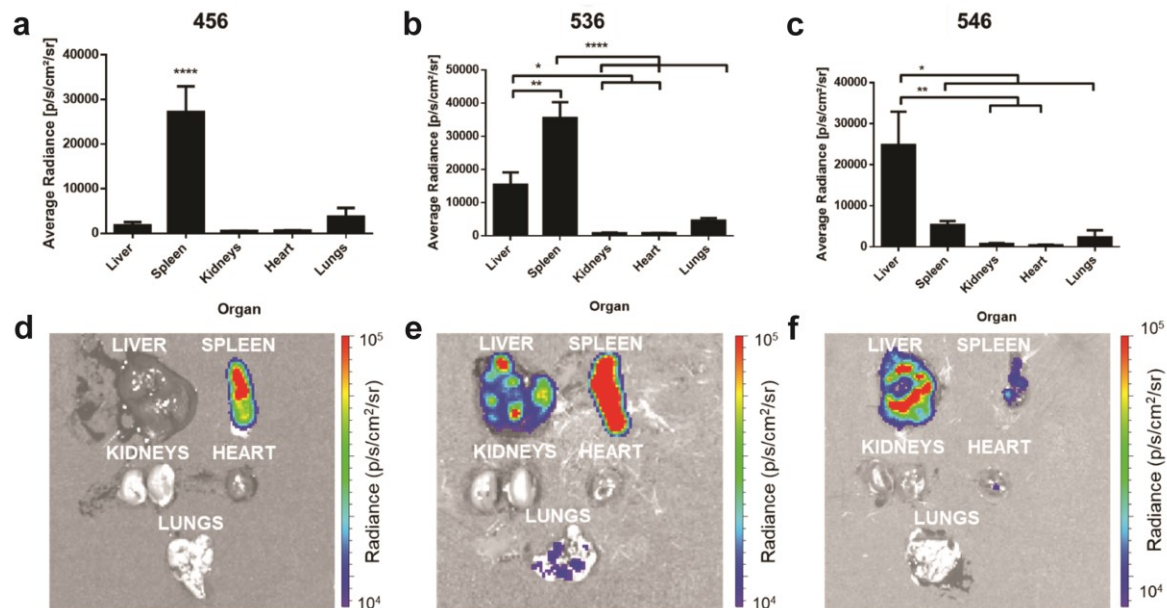 a 456
Average Radiance [p/s/cm²/sr]
40000
30000
20000
10000
0
****
Liver
Spleen
Kidneys
Heart
Lungs
Organ
b 536
Average Radiance [p/s/cm²/sr]
50000
40000
30000
20000
10000
0
****
*
**
Liver
Spleen
Kidneys
Heart
Lungs
Organ
c 546
Average Radiance [p/s/cm²/sr]
40000
30000
20000
10000
0
*
**
Liver
Spleen
Kidneys
Heart
Lungs
Organ
d
LIVER SPLEEN
KIDNEYS HEART
LUNGS
10⁵
Radiance (p/s/cm²/sr)
10⁴
e
LIVER SPLEEN
KIDNEYS HEART
LUNGS
10⁵
Radiance (p/s/cm²/sr)
10⁴
f
LIVER SPLEEN
KIDNEYS HEART
LUNGS
10⁵
Radiance (p/s/cm²/sr)
10⁴